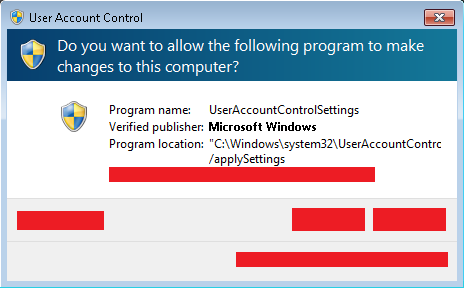 User Account Control
Do you want to allow the following program to make
changes to this computer?
Program name: UserAccountControlSettings
Verified publisher: Microsoft Windows
Program location: "C:\Windows\system32\UserAccountContrc
/applySettings